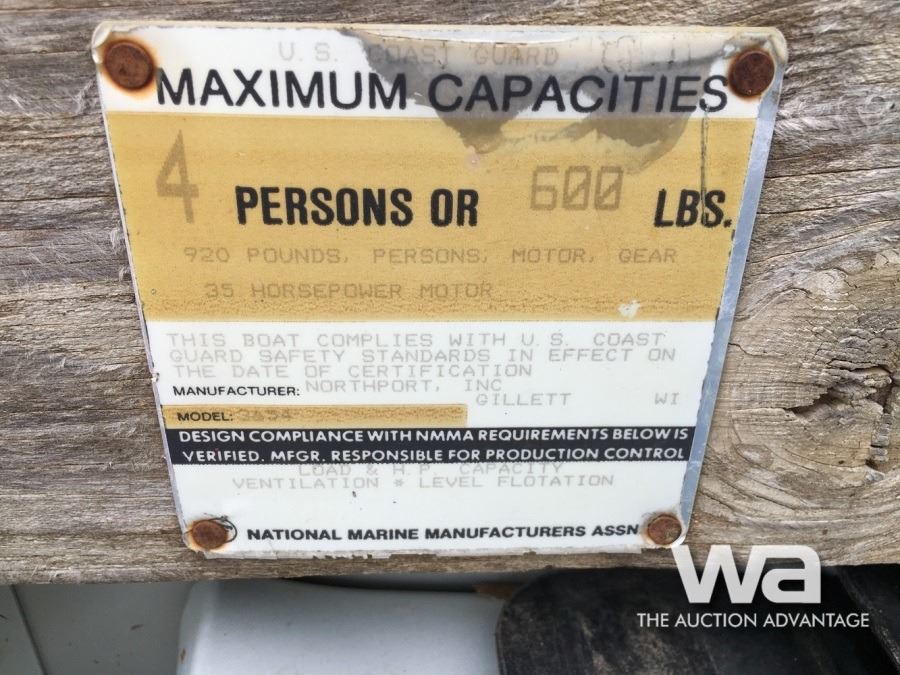 U. S. COAST GUARD
MAXIMUM CAPACITIES
4 PERSONS OR 600 LBS.
920 POUNDS, PERSONS, MOTOR, GEAR
35 HORSEPOWER MOTOR
THIS BOAT COMPLIES WITH U. S. COAST
GUARD SAFETY STANDARDS IN EFFECT ON
THE DATE OF CERTIFICATION
MANUFACTURER: NORTHPORT, INC
GILLETT WI
MODEL:
DESIGN COMPLIANCE WITH NMMA REQUIREMENTS BELOW IS
VERIFIED. MFGR. RESPONSIBLE FOR PRODUCTION CONTROL
LOAD & H.P. CAPACITY
VENTILATION * LEVEL FLOTATION
NATIONAL MARINE MANUFACTURERS ASSN
wa
THE AUCTION ADVANTAGE